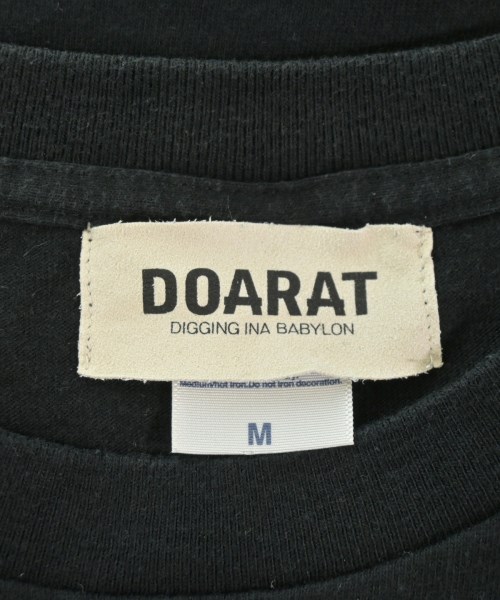 DOARAT
DIGGING INA BABYLON
Medium/hot iron.Do not iron decoration.
M